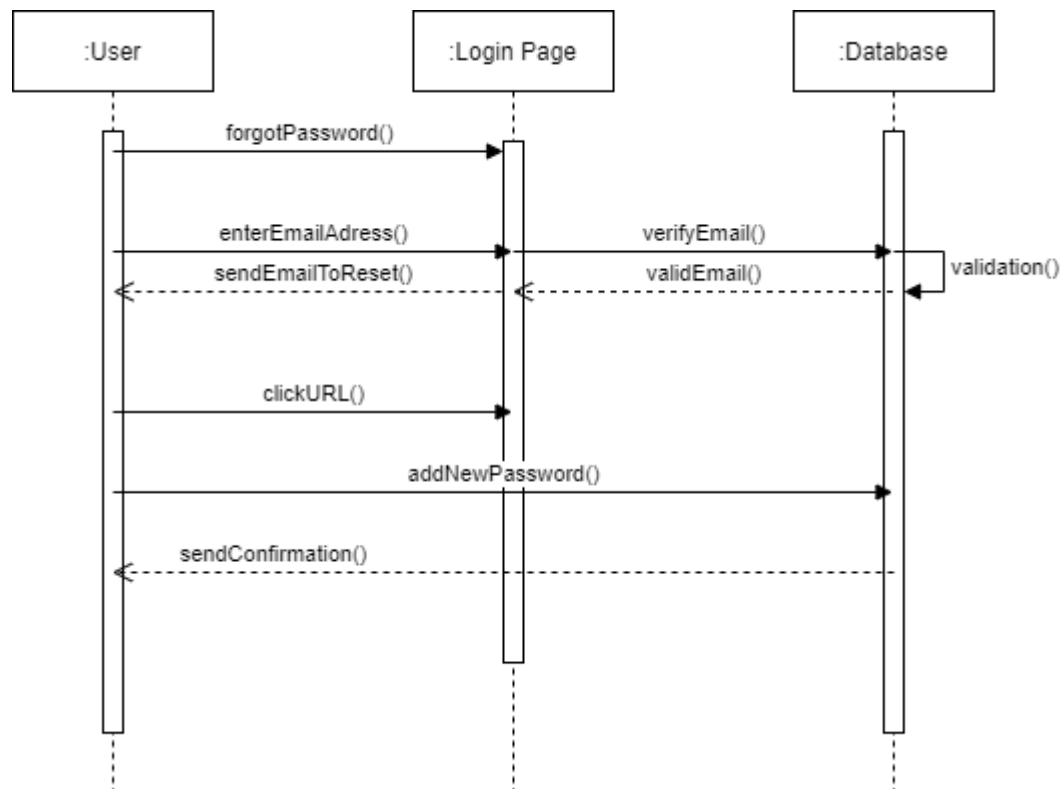 :User
:Login Page
:Database
forgotPassword()
enterEmailAdress()
verifyEmail()
validation()
sendEmailToReset()
validEmail()
clickURL()
addNewPassword()
sendConfirmation()